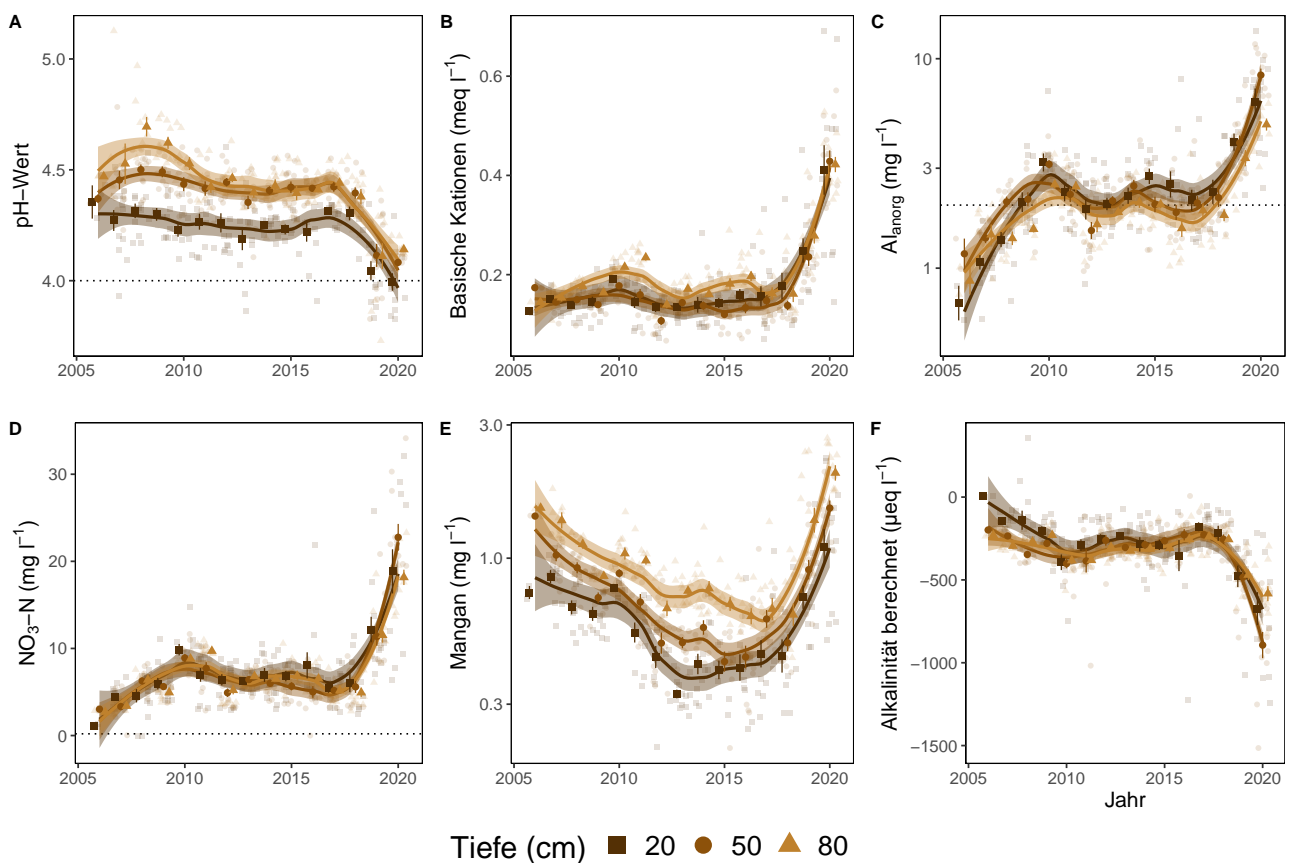 A
pH−Wert
5.0
4.5
4.0
2005 2010 2015 2020
B
Basische Kationen (meq l⁻¹)
0.6
0.4
0.2
2005 2010 2015 2020
C
Al_anorg (mg l⁻¹)
10
3
1
2005 2010 2015 2020
D
NO₃−N (mg l⁻¹)
30
20
10
0
2005 2010 2015 2020
E
Mangan (mg l⁻¹)
3.0
1.0
0.3
2005 2010 2015 2020
F
Alkalinität berechnet (µeq l⁻¹)
0
−500
−1000
−1500
2005 2010 2015 2020
Jahr
Tiefe (cm) 20 50 80